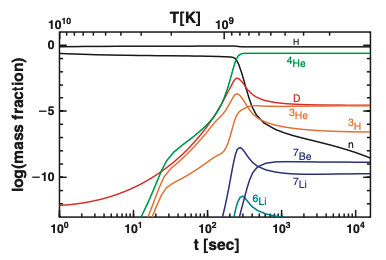 T[K]
10¹⁰ 10⁹
H
0
⁴He
D
³He
³H
−5
n
⁷Be
−10
⁷Li
⁶Li
log(mass fraction)
10⁰ 10¹ 10² 10³ 10⁴
t [sec]